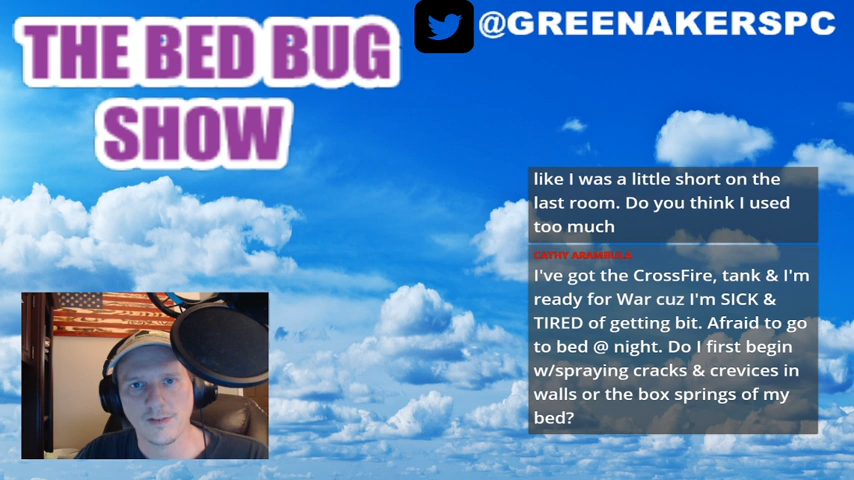 THE BED BUG
SHOW
@GREENAKERSPC
like I was a little short on the
last room. Do you think I used
too much
CATHY ARAMBULA
I've got the CrossFire, tank & I'm
ready for War cuz I'm SICK &
TIRED of getting bit. Afraid to go
to bed @ night. Do I first begin
w/spraying cracks & crevices in
walls or the box springs of my
bed?